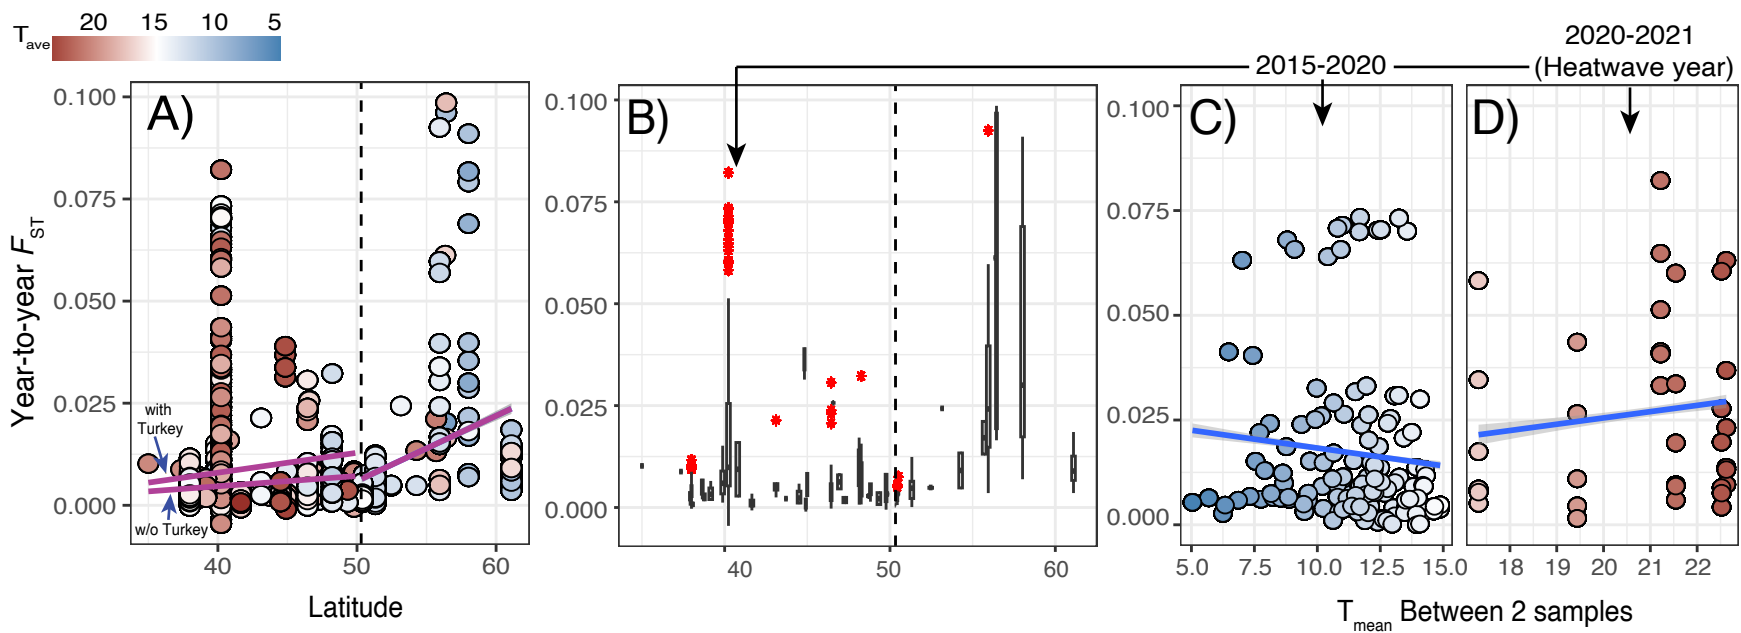 20 15 10 5
T ave
2015-2020
2020-2021
(Heatwave year)
A)
B)
C)
D)
Year-to-year F ST
0.100
0.075
0.050
0.025
0.000
with
Turkey
w/o Turkey
40 50 60
Latitude
0.100
0.075
0.050
0.025
0.000
40 50 60
0.100
0.075
0.050
0.025
0.000
5.0 7.5 10.0 12.5 15.0
18 19 20 21 22
T mean Between 2 samples